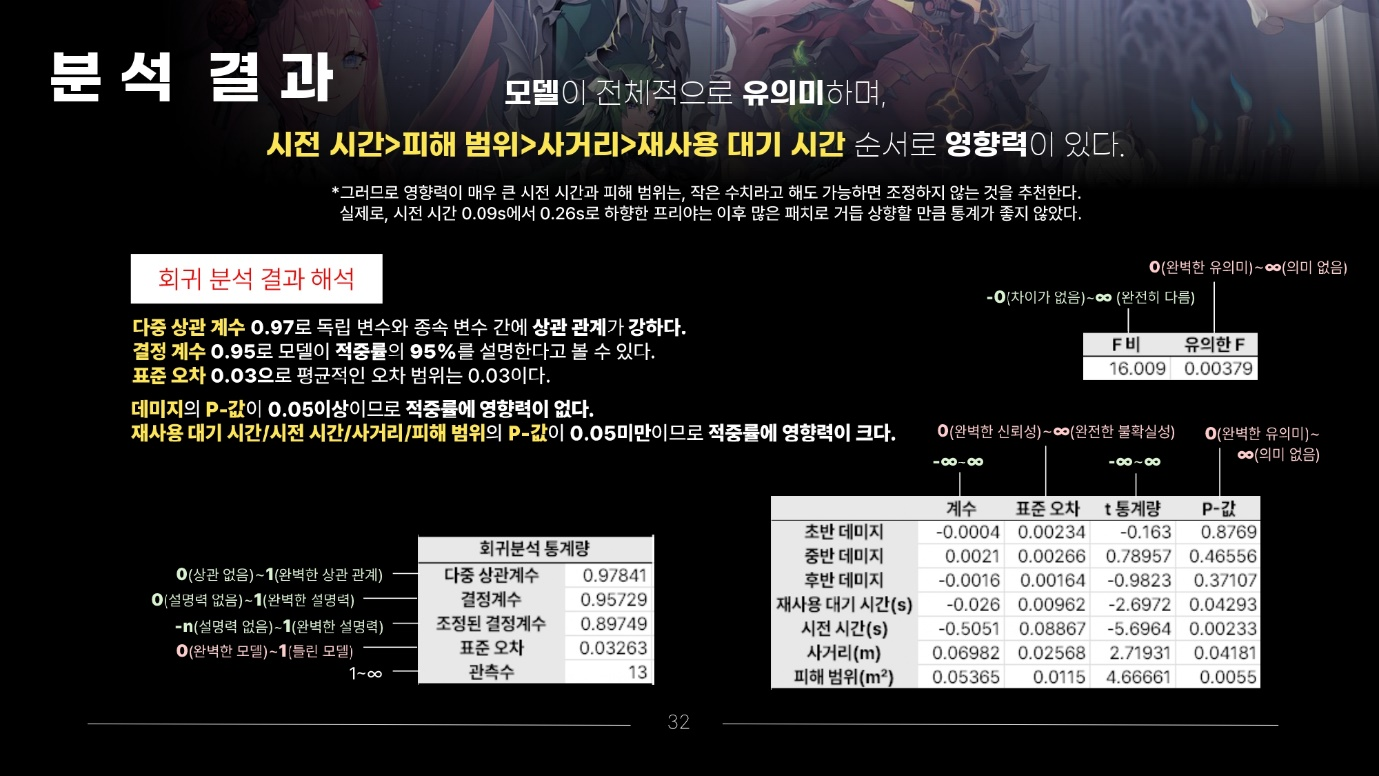 분석 결과
모델이 전체적으로 유의미하며,
시전 시간>피해 범위>사거리>재사용 대기 시간 순서로 영향력이 있다.
*그러므로 영향력이 매우 큰 시전 시간과 피해 범위는, 작은 수치라고 해도 가능하면 조정하지 않는 것을 추천한다.
실제로, 시전 시간 0.09s에서 0.26s로 하향한 프리야는 이후 많은 패치로 거듭 상향할 만큼 통계가 좋지 않았다.
회귀 분석 결과 해석
다중 상관 계수 0.97로 독립 변수와 종속 변수 간에 상관 관계가 강하다.
결정 계수 0.95로 모델이 적중률의 95%를 설명한다고 볼 수 있다.
표준 오차 0.03으로 평균적인 오차 범위는 0.03이다.
데미지의 P-값이 0.05이상이므로 적중률에 영향력이 없다.
재사용 대기 시간/시전 시간/사거리/피해 범위의 P-값이 0.05미만이므로 적중률에 영향력이 크다.
0(완벽한 유의미)~∞(의미 없음)
-0(차이가 없음)~∞ (완전히 다름)
F 비 유의한 F
16.009 0.00379
0(상관 없음)~1(완벽한 상관 관계)
0(설명력 없음)~1(완벽한 설명력)
-n(설명력 없음)~1(완벽한 설명력)
0(완벽한 모델)~1(틀린 모델)
1~∞
회귀분석 통계량
다중 상관계수 0.97841
결정계수 0.95729
조정된 결정계수 0.89749
표준 오차 0.03263
관측수 13
0(완벽한 신뢰성)~∞(완전한 불확실성)
0(완벽한 유의미)~
∞(의미 없음)
-∞~∞
-∞~∞
계수 표준 오차 t 통계량 P-값
초반 데미지 -0.0004 0.00234 -0.163 0.8769
중반 데미지 0.0021 0.00266 0.78957 0.46556
후반 데미지 -0.0016 0.00164 -0.9823 0.37107
재사용 대기 시간(s) -0.026 0.00962 -2.6972 0.04293
시전 시간(s) -0.5051 0.08867 -5.6964 0.00233
사거리(m) 0.06982 0.02568 2.71931 0.04181
피해 범위(m²) 0.05365 0.0115 4.66661 0.0055
32